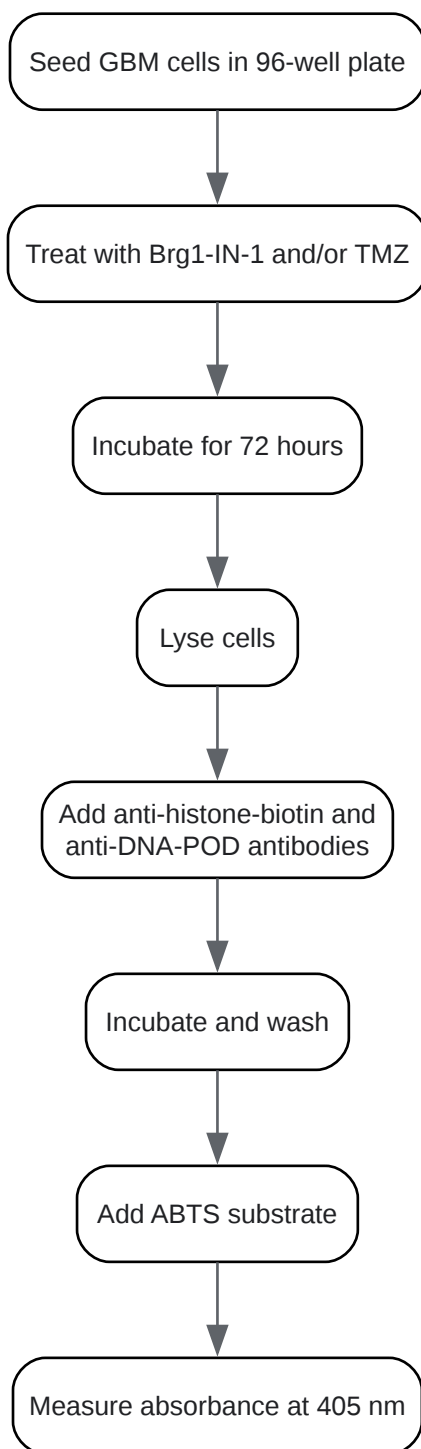 Seed GBM cells in 96-well plate
Treat with Brg1-IN-1 and/or TMZ
Incubate for 72 hours
Lyse cells
Add anti-histone-biotin and
anti-DNA-POD antibodies
Incubate and wash
Add ABTS substrate
Measure absorbance at 405 nm